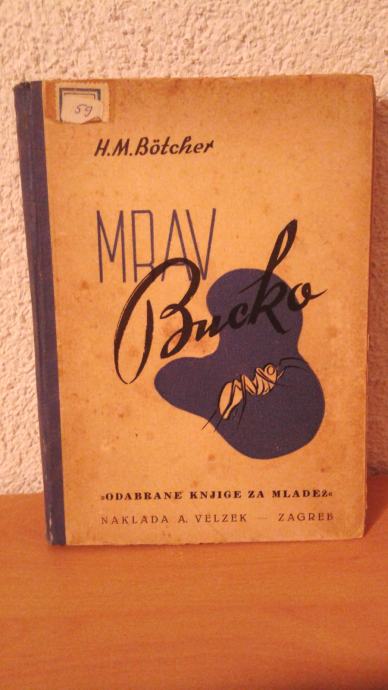 59
H.M.Bötcher
MRAV
Bucko
»ODABRANE KNJIGE ZA MLADEŽ«
NAKLADA A. VELZEK — ZAGREB